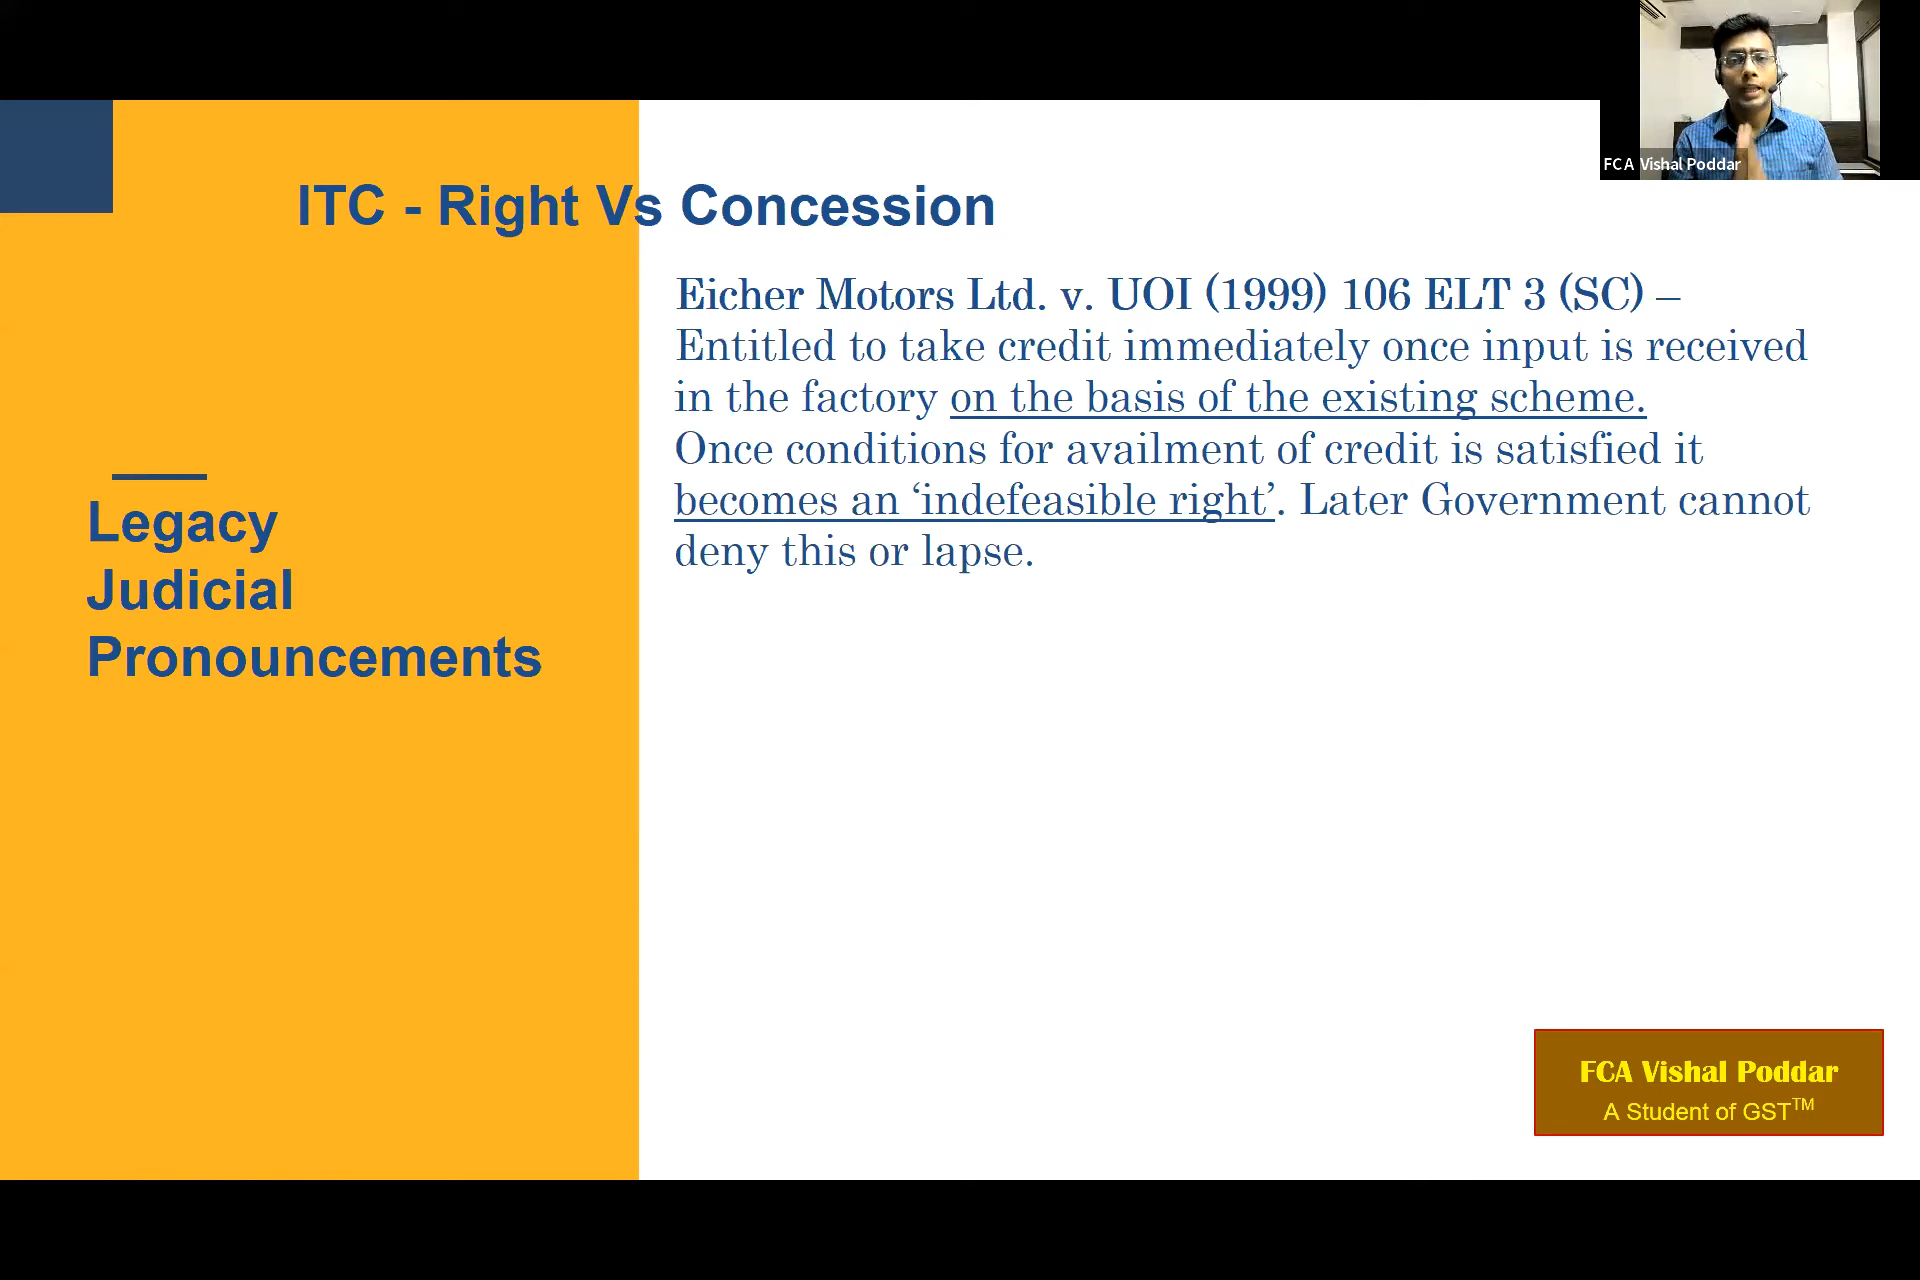 FCA Vishal Poddar
ITC - Right Vs Concession
Legacy
Judicial
Pronouncements
Eicher Motors Ltd. v. UOI (1999) 106 ELT 3 (SC) –
Entitled to take credit immediately once input is received
in the factory on the basis of the existing scheme.
Once conditions for availment of credit is satisfied it
becomes an ‘indefeasible right’. Later Government cannot
deny this or lapse.
FCA Vishal Poddar
A Student of GST™